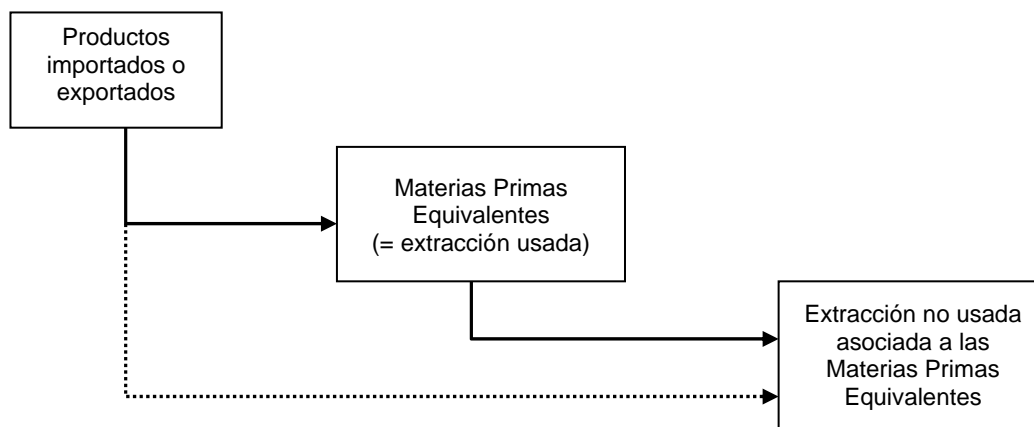 Productos
importados o
exportados
Materias Primas
Equivalentes
(= extracción usada)
Extracción no usada
asociada a las
Materias Primas
Equivalentes